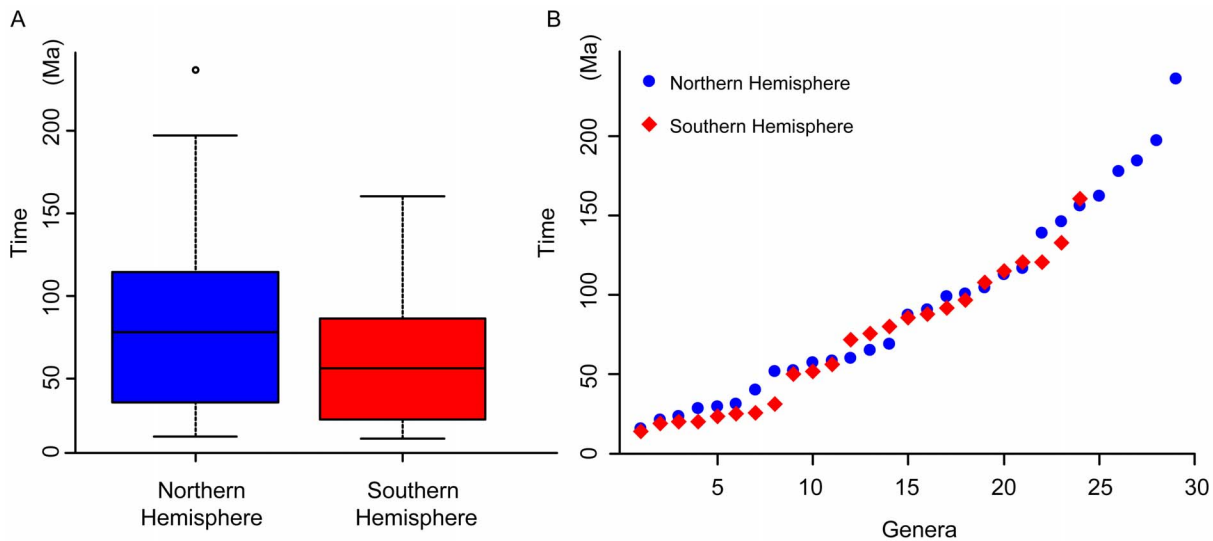 A
(Ma)
Time
200
150
100
50
0
Northern
Hemisphere
Southern
Hemisphere
B
(Ma)
Time
200
150
100
50
0
Northern Hemisphere
Southern Hemisphere
5
10
15
20
25
30
Genera